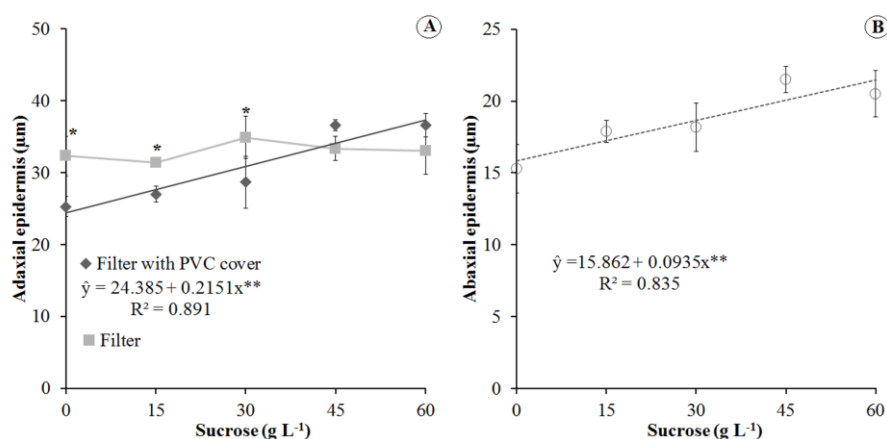 A
50
40
30
20
10
0
Adaxial epidermis (µm)
*
*
*
Filter with PVC cover
ŷ = 24.385 + 0.2151x**
R² = 0.891
Filter
0 15 30 45 60
Sucrose (g L⁻¹)
B
25
20
15
10
5
0
Abaxial epidermis (µm)
ŷ =15.862 + 0.0935x**
R² = 0.835
0 15 30 45 60
Sucrose (g L⁻¹)